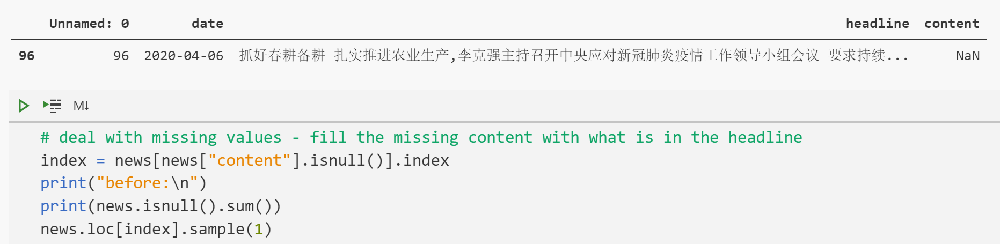 Unnamed: 0 date headline content
96 96 2020-04-06 抓好春耕备耕 扎实推进农业生产,李克强主持召开中央应对新冠肺炎疫情工作领导小组会议 要求持续... NaN
M↓
# deal with missing values - fill the missing content with what is in the headline
index = news[news["content"].isnull()].index
print("before:\n")
print(news.isnull().sum())
news.loc[index].sample(1)